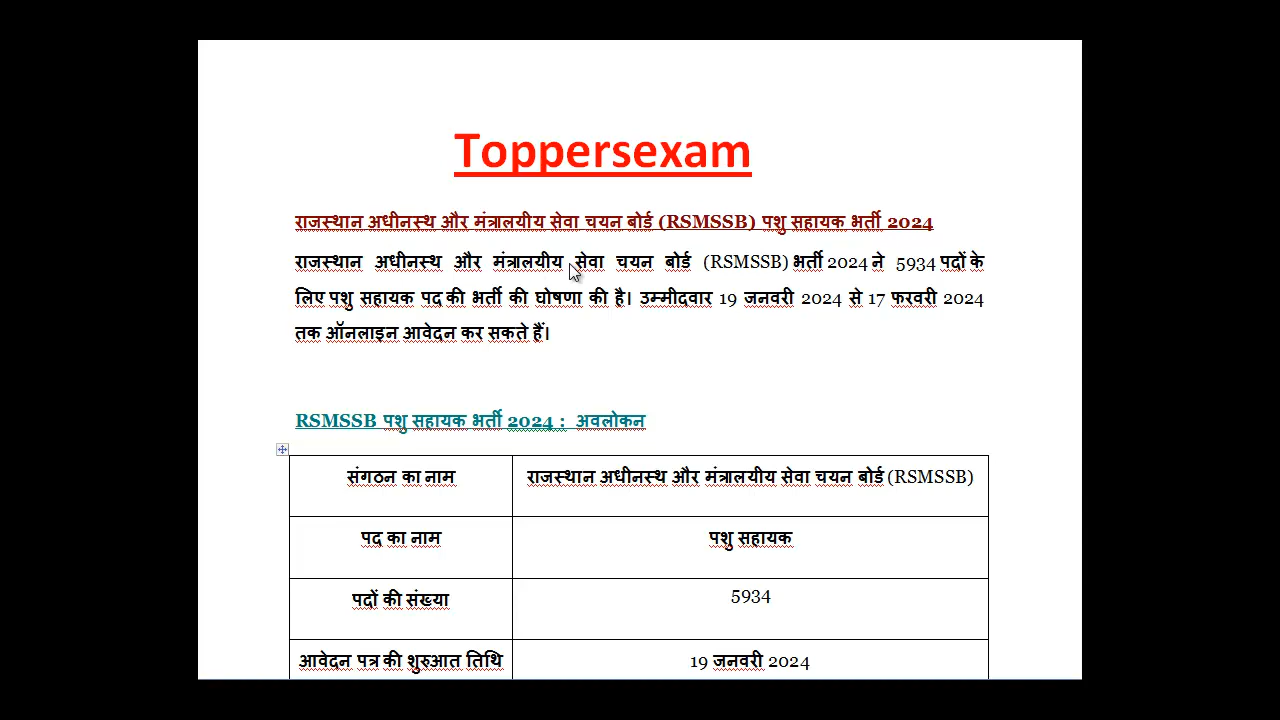 Toppersexam
राजस्थान अधीनस्थ और मंत्रालयीय सेवा चयन बोर्ड (RSMSSB) पशु सहायक भर्ती 2024
राजस्थान अधीनस्थ और मंत्रालयीय सेवा चयन बोर्ड (RSMSSB) भर्ती 2024 ने 5934 पदों के
लिए पशु सहायक पद की भर्ती की घोषणा की है। उम्मीदवार 19 जनवरी 2024 से 17 फरवरी 2024
तक ऑनलाइन आवेदन कर सकते हैं।
RSMSSB पशु सहायक भर्ती 2024 : अवलोकन
संगठन का नाम राजस्थान अधीनस्थ और मंत्रालयीय सेवा चयन बोर्ड (RSMSSB)
पद का नाम पशु सहायक
पदों की संख्या 5934
आवेदन पत्र की शुरुआत तिथि 19 जनवरी 2024